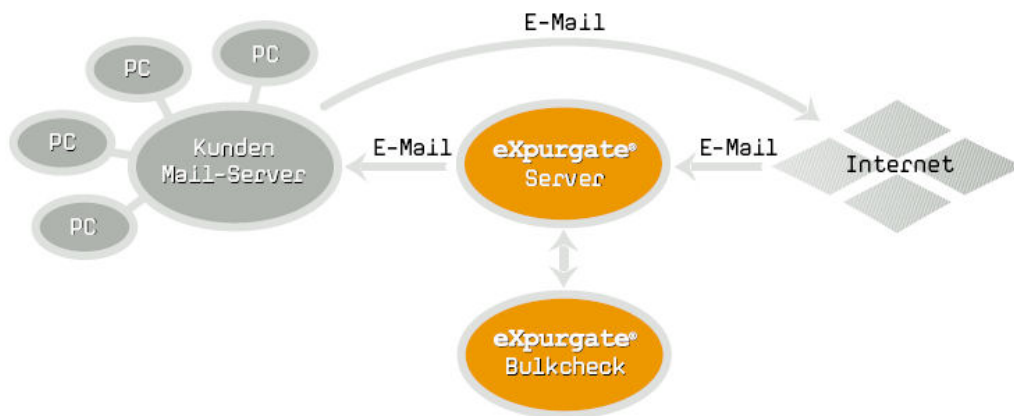 E-Mail
PC
PC
PC
PC
Kunden
Mail-Server
E-Mail
eXpurgate®
Server
E-Mail
Internet
eXpurgate®
Bulkcheck